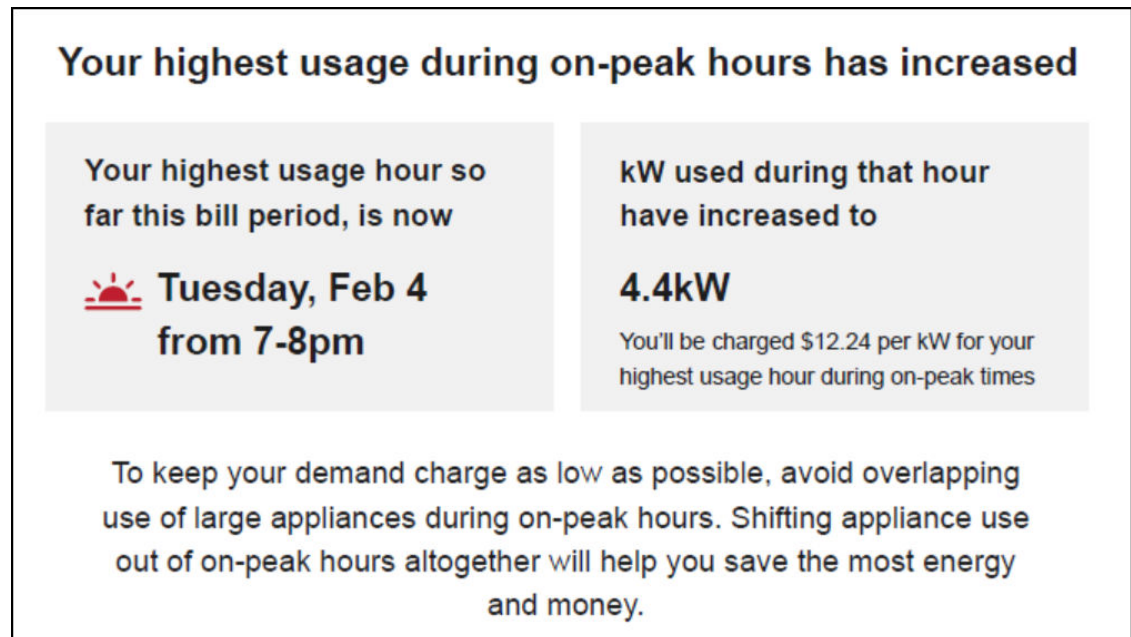 Your highest usage during on-peak hours has increased
Your highest usage hour so
far this bill period, is now
Tuesday, Feb 4
from 7-8pm
kW used during that hour
have increased to
4.4kW
You'll be charged $12.24 per kW for your
highest usage hour during on-peak times
To keep your demand charge as low as possible, avoid overlapping
use of large appliances during on-peak hours. Shifting appliance use
out of on-peak hours altogether will help you save the most energy
and money.